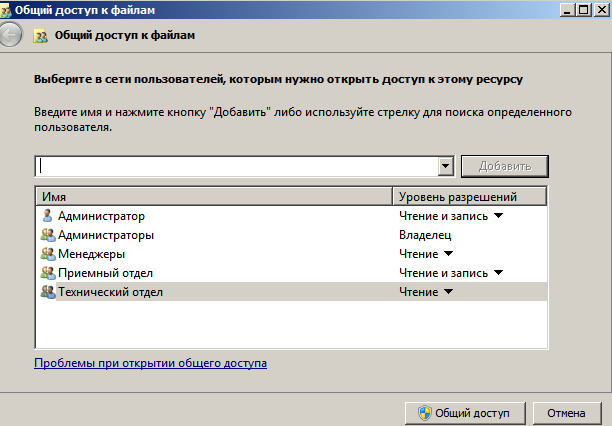 Общий доступ к файлам
Общий доступ к файлам
Выберите в сети пользователей, которым нужно открыть доступ к этому ресурсу
Введите имя и нажмите кнопку "Добавить" либо используйте стрелку для поиска определенного
пользователя.
Добавить
Имя Уровень разрешений
Администратор Чтение и запись
Администраторы Владелец
Менеджеры Чтение
Приемный отдел Чтение и запись
Технический отдел Чтение
Проблемы при открытии общего доступа
Общий доступ Отмена